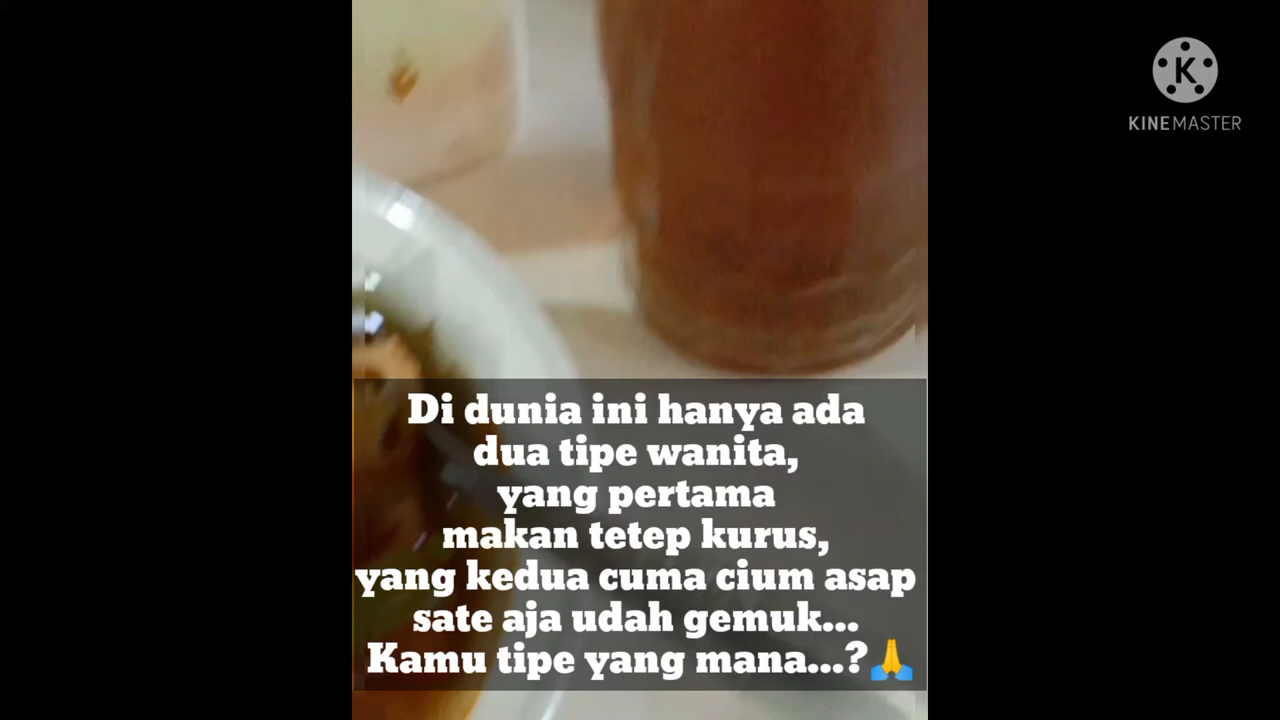 KINEMASTER
Di dunia ini hanya ada
dua tipe wanita,
yang pertama
makan tetep kurus,
yang kedua cuma cium asap
sate aja udah gemuk...
Kamu tipe yang mana...?🙏